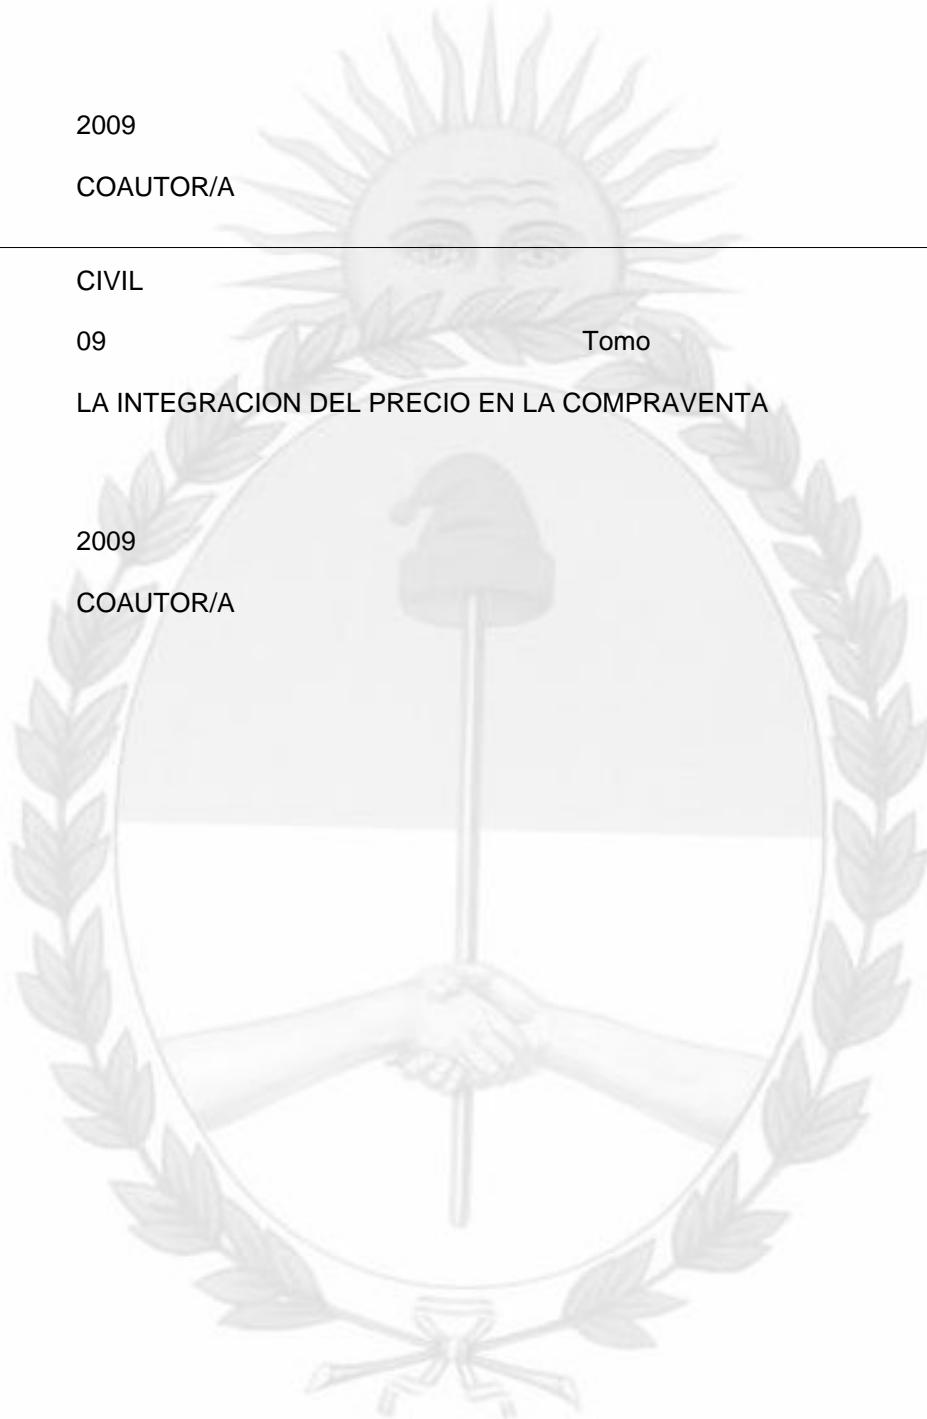 2009
COAUTOR/A
CIVIL
09 Tomo
LA INTEGRACION DEL PRECIO EN LA COMPRAVENTA
2009
COAUTOR/A